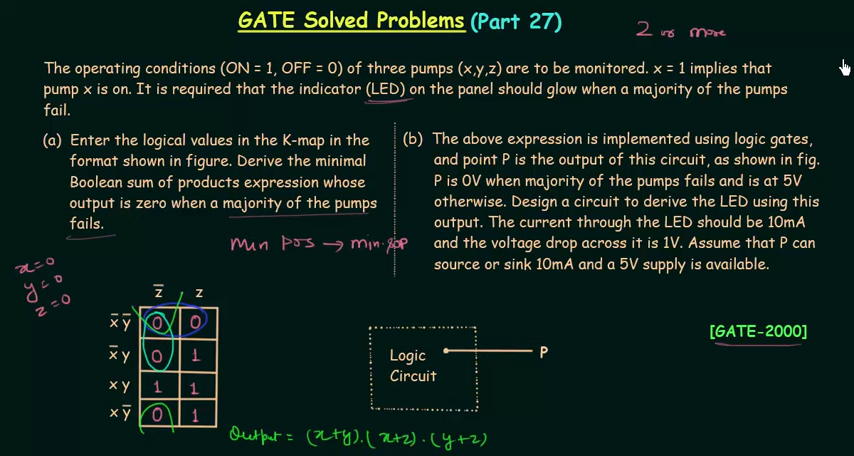 GATE Solved Problems (Part 27)
2 or more
The operating conditions (ON = 1, OFF = 0) of three pumps (x,y,z) are to be monitored. x = 1 implies that
pump x is on. It is required that the indicator (LED) on the panel should glow when a majority of the pumps
fail.
(a) Enter the logical values in the K-map in the
format shown in figure. Derive the minimal
Boolean sum of products expression whose
output is zero when a majority of the pumps
fails.
(b) The above expression is implemented using logic gates,
and point P is the output of this circuit, as shown in fig.
P is 0V when majority of the pumps fails and is at 5V
otherwise. Design a circuit to derive the LED using this
output. The current through the LED should be 10mA
and the voltage drop across it is 1V. Assume that P can
source or sink 10mA and a 5V supply is available.
Min POS → min. SOP
x=0
y=0
z=0
z̅ z
x̅ y̅ 0 0
x̅ y 0 1
x y 1 1
x y̅ 0 1
Logic
Circuit
P
[GATE-2000]
Output = (x+y).(x+z).(y+z)